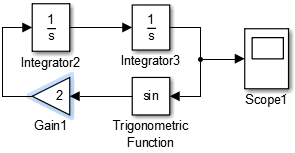 1
s
1
s
Integrator2
Integrator3
2
sin
Scope1
Gain1
Trigonometric
Function